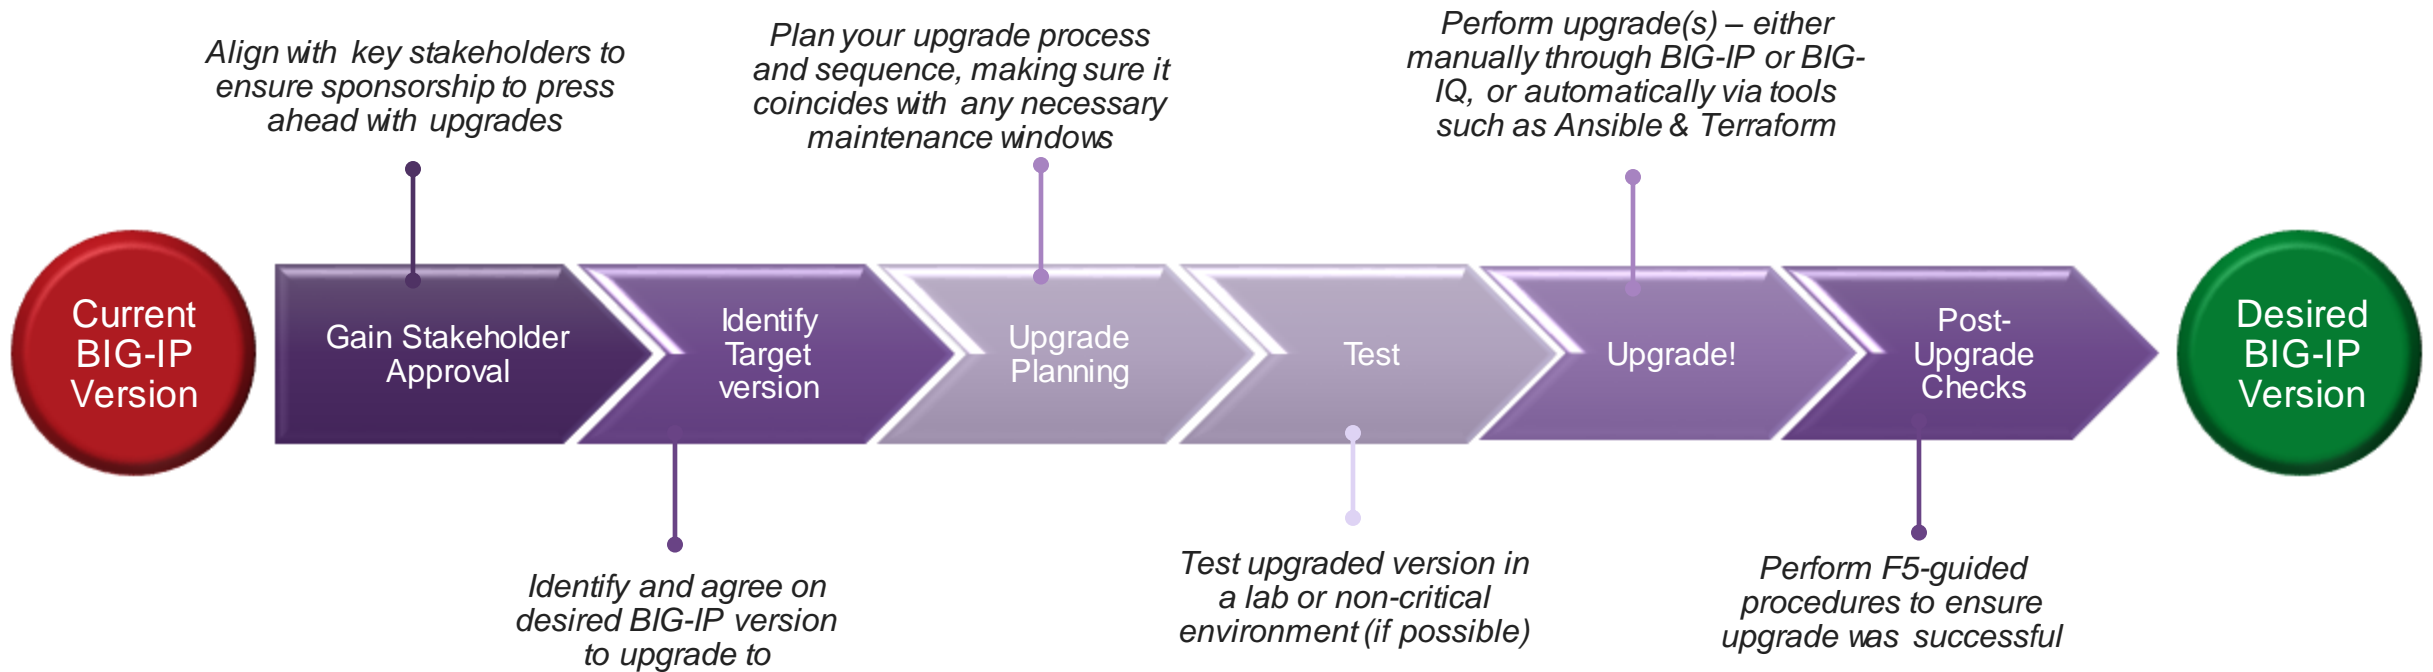 Align with key stakeholders to
ensure sponsorship to press
ahead with upgrades
Plan your upgrade process
and sequence, making sure it
coincides with any necessary
maintenance windows
Perform upgrade(s) – either
manually through BIG-IP or BIG-
IQ, or automatically via tools
such as Ansible & Terraform
Current
BIG-IP
Version
Gain Stakeholder
Approval
Identify
Target
version
Upgrade
Planning
Test
Upgrade!
Post-
Upgrade
Checks
Desired
BIG-IP
Version
Identify and agree on
desired BIG-IP version
to upgrade to
Test upgraded version in
a lab or non-critical
environment (if possible)
Perform F5-guided
procedures to ensure
upgrade was successful